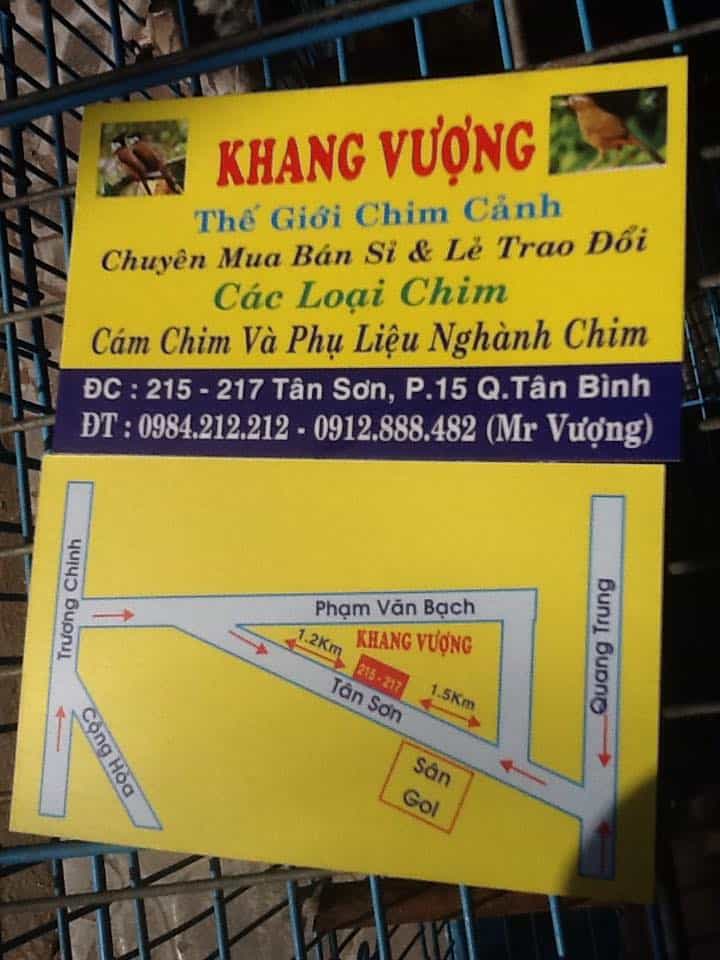 KHANG VƯỢNG
Thế Giới Chim Cảnh
Chuyên Mua Bán Sỉ & Lẻ Trao Đổi
Các Loại Chim
Cám Chim Và Phụ Liệu Nghành Chim
ĐC : 215 - 217 Tân Sơn, P.15 Q.Tân Bình
ĐT : 0984.212.212 - 0912.888.482 (Mr Vượng)
Trương Chinh
Phạm Văn Bạch
Quang Trung
1.2Km
KHANG VƯỢNG
215 - 217
1.5Km
Tân Sơn
Cộng Hòa
Sân
Gol